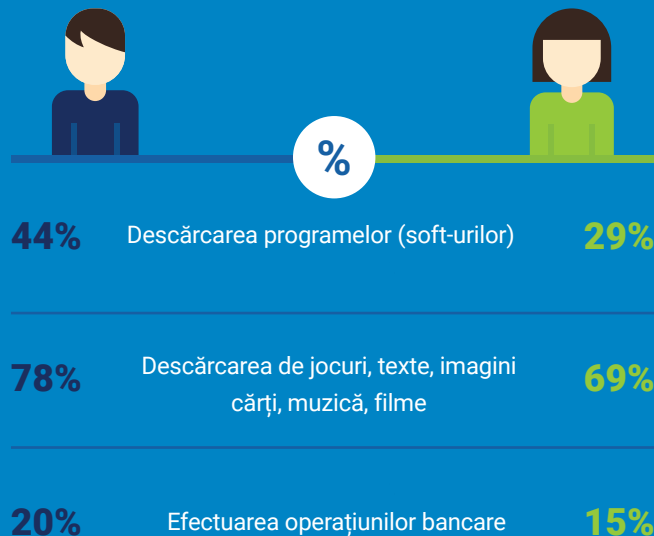 %
44% Descărcarea programelor (soft-urilor) 29%
Descărcarea de jocuri, texte, imagini
78% cărți, muzică, filme 69%
20% Efectuarea operațiunilor bancare 15%